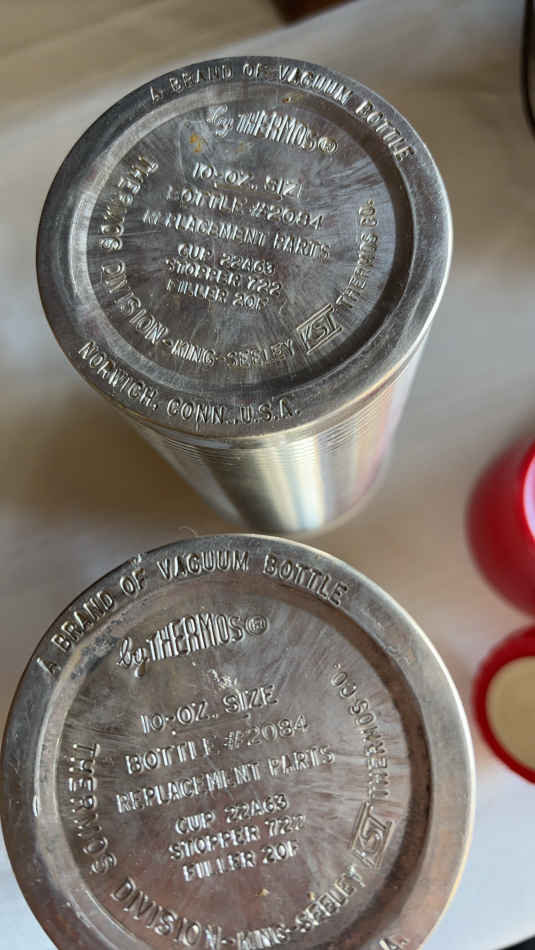 A BRAND OF VACUUM BOTTLE
by THERMOS®
10-OZ. SIZE
BOTTLE #2084
REPLACEMENT PARTS
CUP 22A63
STOPPER 722
FILLER 20F
THERMOS DIVISION-KING-SEELEY KST THERMOS CO.
NORWICH, CONN., U.S.A.
A BRAND OF VACUUM BOTTLE
by THERMOS®
10-OZ. SIZE
BOTTLE #2084
REPLACEMENT PARTS
CUP 22A63
STOPPER 722
FILLER 20F
THERMOS DIVISION-KING-SEELEY KST THERMOS CO.